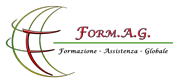 FORM.A.G.
Formazione - Assistenza - Globale